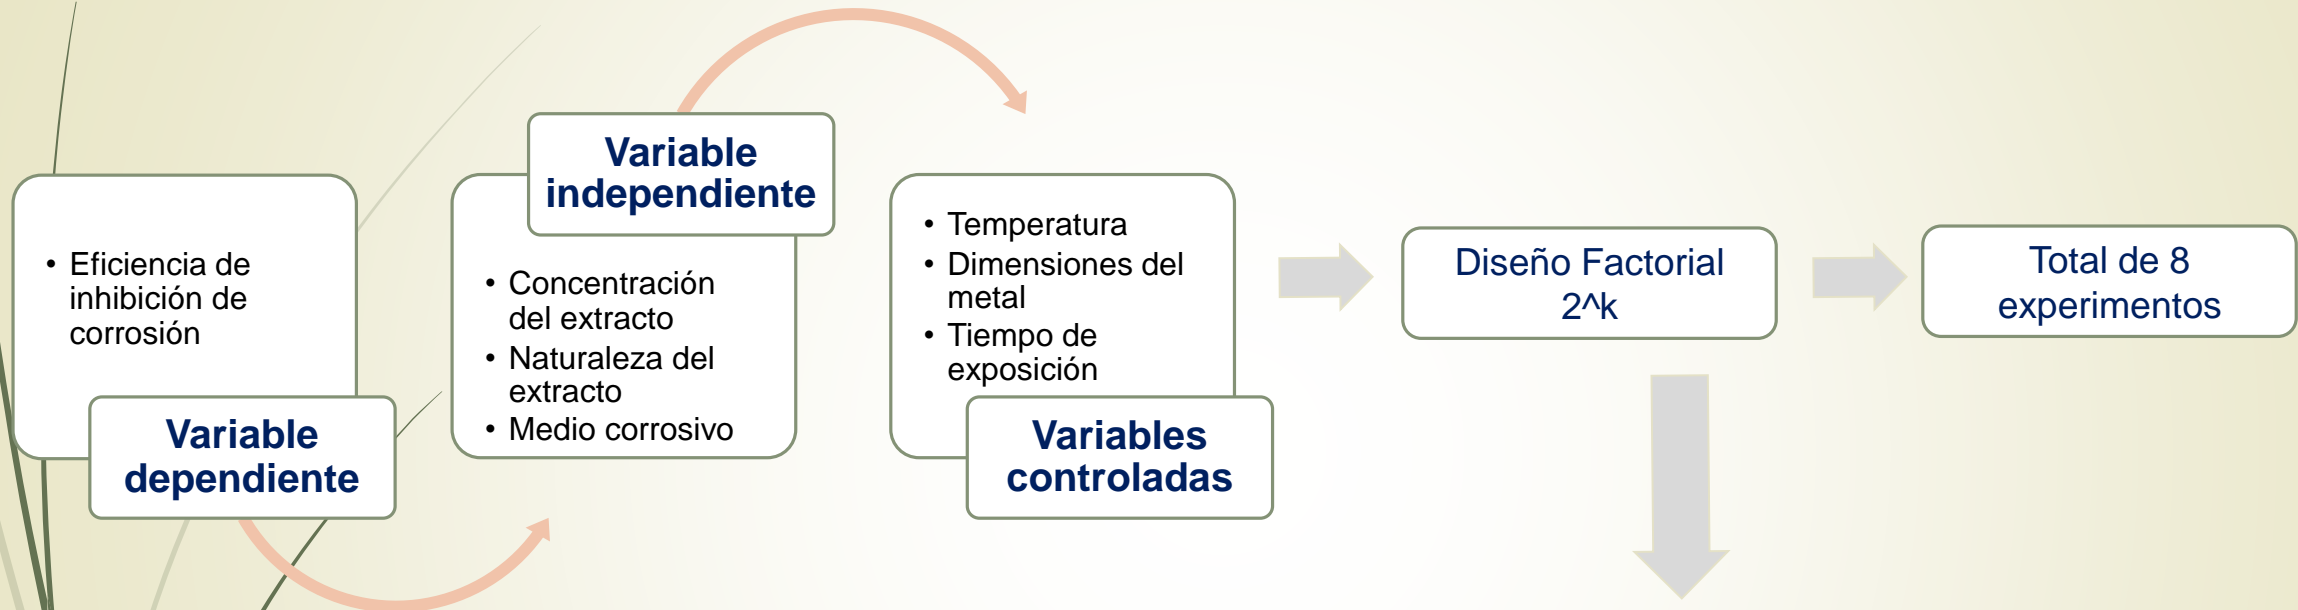 • Eficiencia de
inhibición de
corrosión
Variable
dependiente
Variable
independiente
• Concentración
del extracto
• Naturaleza del
extracto
• Medio corrosivo
• Temperatura
• Dimensiones del
metal
• Tiempo de
exposición
Variables
controladas
Diseño Factorial
2^k
Total de 8
experimentos